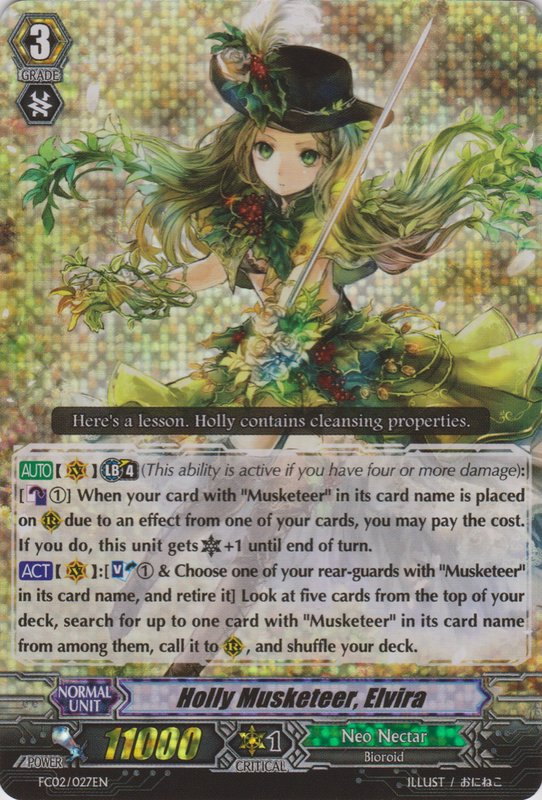 3
GRADE
Here's a lesson. Holly contains cleansing properties.
AUTO【 V 】 LB 4 (This ability is active if you have four or more damage):
[ ①] When your card with "Musketeer" in its card name is placed
on R due to an effect from one of your cards, you may pay the cost.
If you do, this unit gets +1 until end of turn.
ACT【 V 】:[ V ① & Choose one of your rear-guards with "Musketeer"
in its card name, and retire it] Look at five cards from the top of your
deck, search for up to one card with "Musketeer" in its card name
from among them, call it to R , and shuffle your deck.
NORMAL
UNIT
Holly Musketeer, Elvira
POWER
11000
1
CRITICAL
Neo Nectar
Bioroid
FC02/027EN
ILLUST / おにねこ